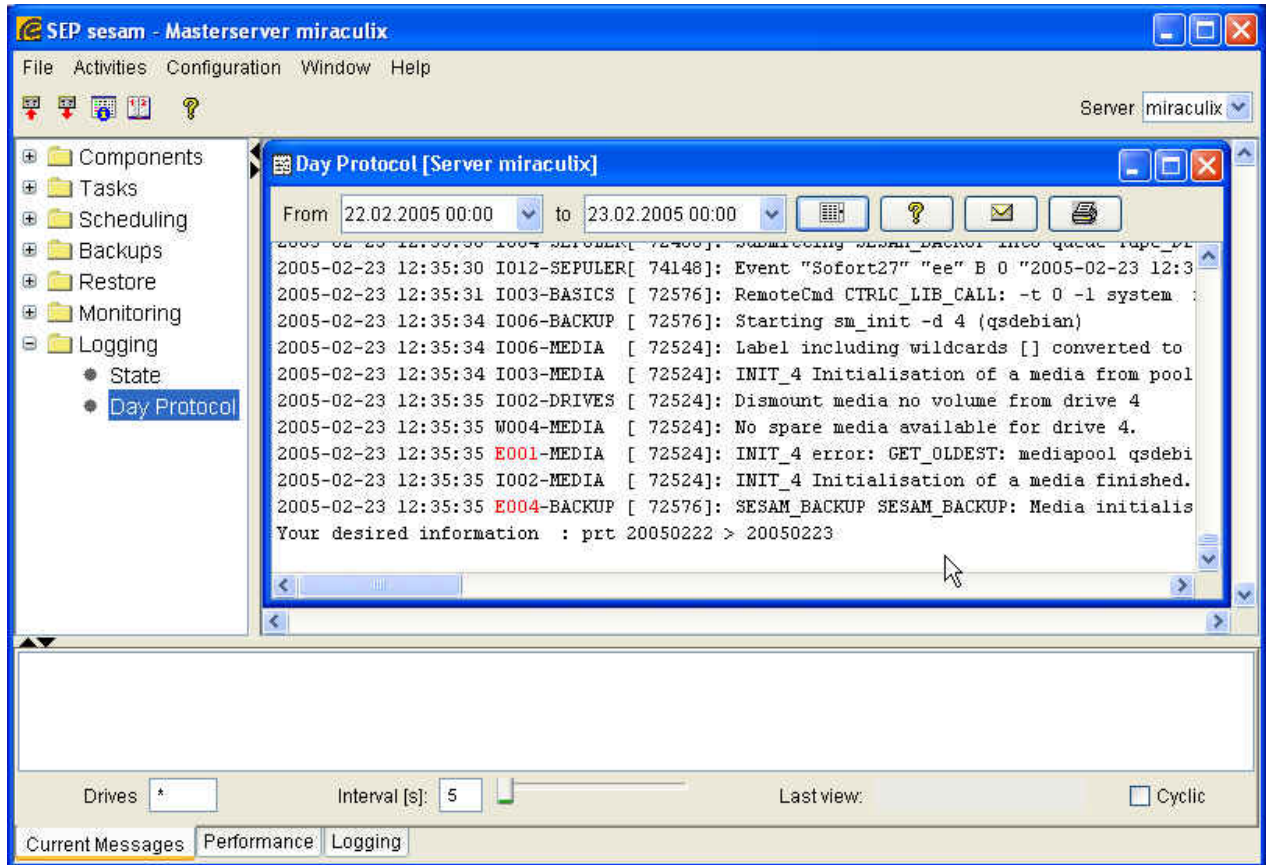 SEP sesam - Masterserver miraculix
File Activities Configuration Window Help
Server miraculix
Components
Tasks
Scheduling
Backups
Restore
Monitoring
Logging
State
Day Protocol
Day Protocol [Server miraculix]
From 22.02.2005 00:00 to 23.02.2005 00:00
2005-02-23 12:35:30 I012-SEPULER[ 74148]: Event "Sofort27" "ee" B 0 "2005-02-23 12:3
2005-02-23 12:35:31 I003-BASICS [ 72576]: RemoteCmd CTRLC_LIB_CALL: -t 0 -l system
2005-02-23 12:35:34 I006-BACKUP [ 72576]: Starting sm_init -d 4 (qsdebian)
2005-02-23 12:35:34 I006-MEDIA [ 72524]: Label including wildcards [] converted to
2005-02-23 12:35:34 I003-MEDIA [ 72524]: INIT_4 Initialisation of a media from pool
2005-02-23 12:35:35 I002-DRIVES [ 72524]: Dismount media no volume from drive 4
2005-02-23 12:35:35 W004-MEDIA [ 72524]: No spare media available for drive 4.
2005-02-23 12:35:35 E001-MEDIA [ 72524]: INIT_4 error: GET_OLDEST: mediapool qsdebi
2005-02-23 12:35:35 I002-MEDIA [ 72524]: INIT_4 Initialisation of a media finished.
2005-02-23 12:35:35 E004-BACKUP [ 72576]: SESAM_BACKUP SESAM_BACKUP: Media initialis
Your desired information : prt 20050222 > 20050223
Drives * Interval [s]: 5 Last view: Cyclic
Current Messages Performance Logging